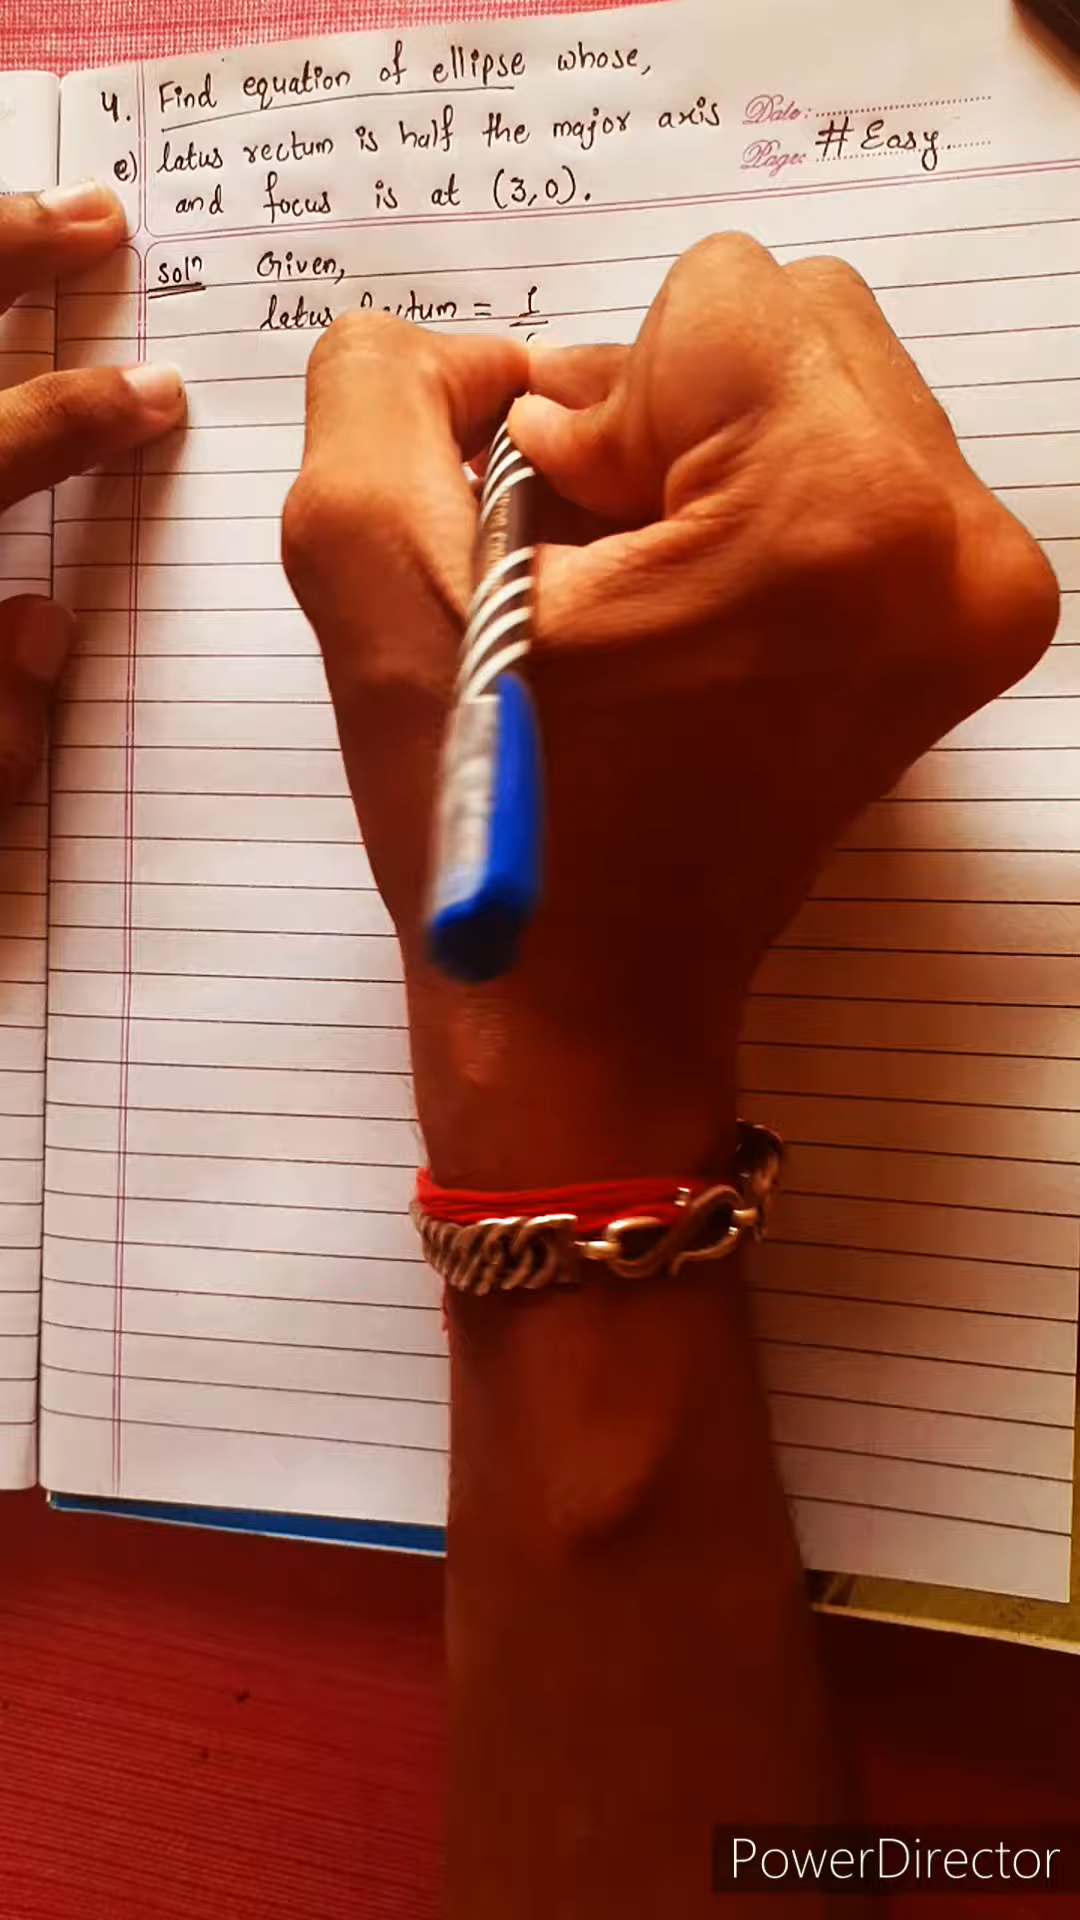 4. Find equation of ellipse whose,
e) latus rectum is half the major axis
and focus is at (3,0).
Date:
Page: # Easy
Solⁿ Given,
latus = 1
PowerDirector